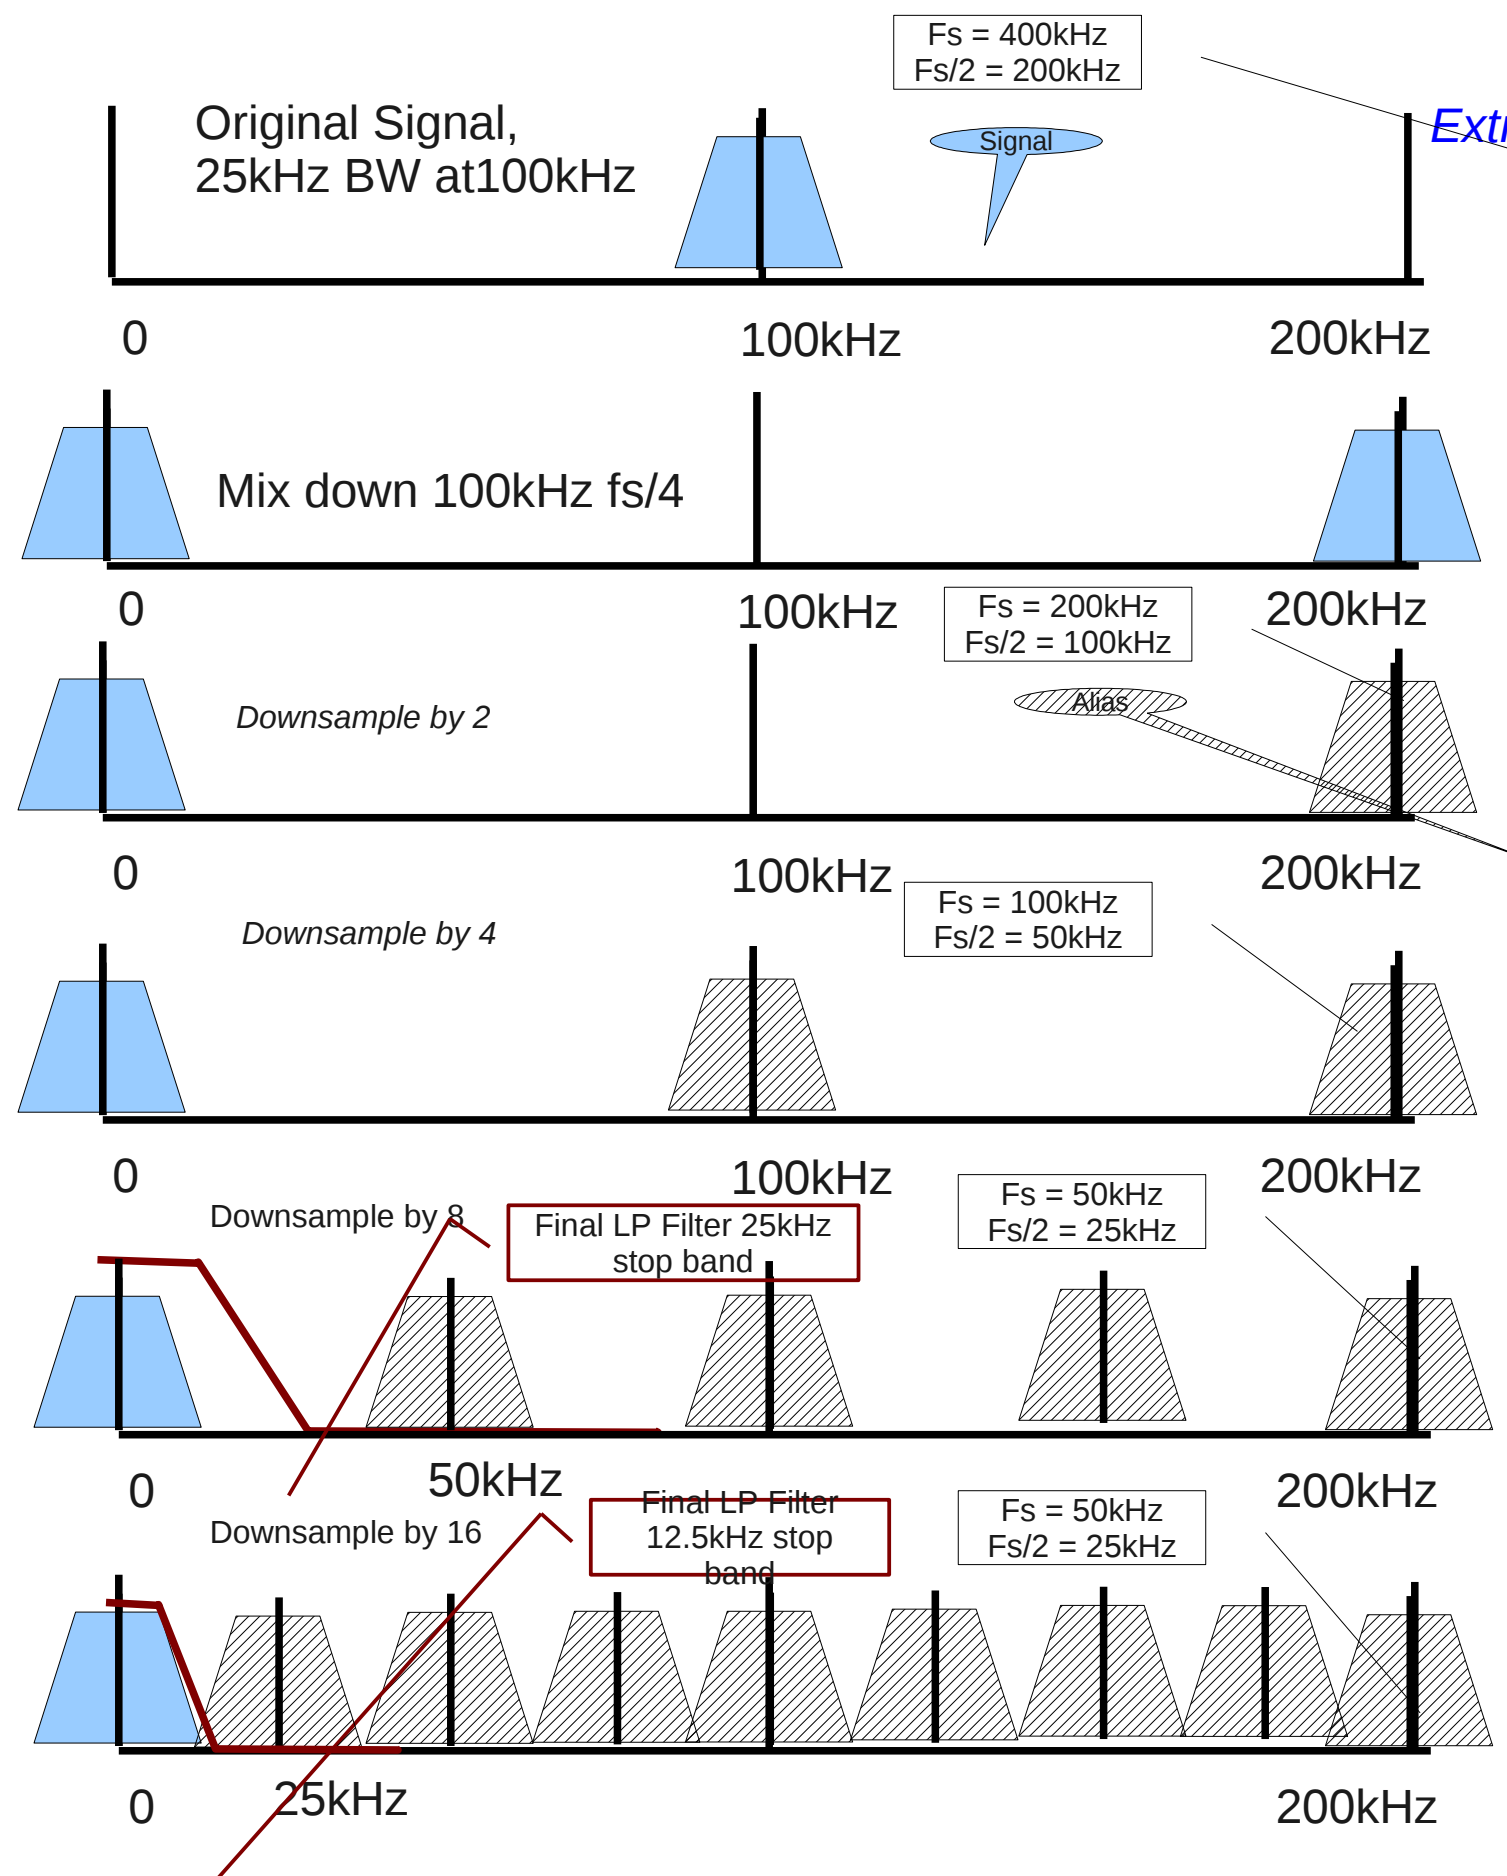 Fs = 400kHz
Fs/2 = 200kHz
Original Signal,
25kHz BW at100kHz
Signal
0
100kHz
200kHz
Mix down 100kHz fs/4
0
100kHz
200kHz
Fs = 200kHz
Fs/2 = 100kHz
Downsample by 2
Alias
0
100kHz
200kHz
Fs = 100kHz
Fs/2 = 50kHz
Downsample by 4
0
100kHz
200kHz
Fs = 50kHz
Fs/2 = 25kHz
Downsample by 8
Final LP Filter 25kHz
stop band
0
50kHz
200kHz
Final LP Filter
12.5kHz stop
band
Fs = 50kHz
Fs/2 = 25kHz
Downsample by 16
0
25kHz
200kHz